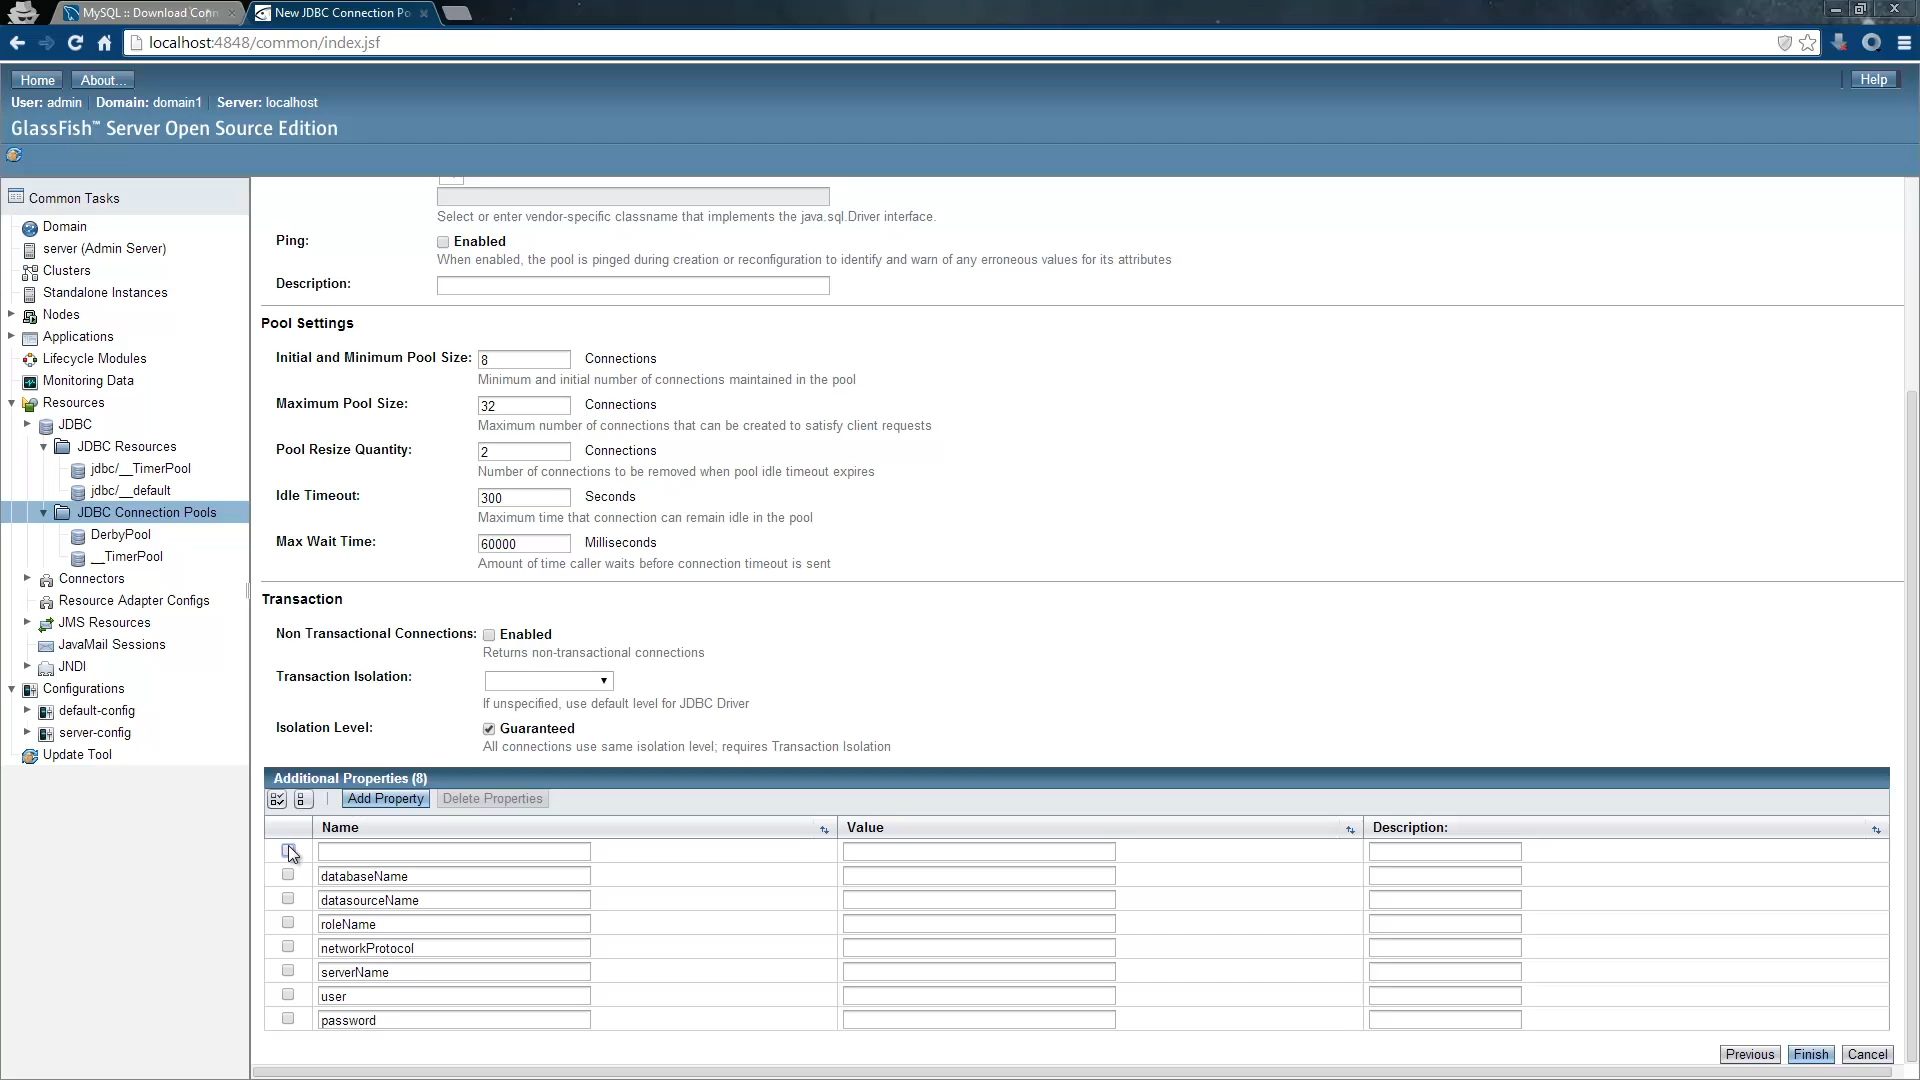 MySQL :: Download Conn
New JDBC Connection Po
localhost:4848/common/index.jsf
Home
About...
Help
User: admin
Domain: domain1
Server: localhost
GlassFish™ Server Open Source Edition
Common Tasks
Domain
server (Admin Server)
Clusters
Standalone Instances
Nodes
Applications
Lifecycle Modules
Monitoring Data
Resources
JDBC
JDBC Resources
jdbc/__TimerPool
jdbc/__default
JDBC Connection Pools
DerbyPool
__TimerPool
Connectors
Resource Adapter Configs
JMS Resources
JavaMail Sessions
JNDI
Configurations
default-config
server-config
Update Tool
Select or enter vendor-specific classname that implements the java.sql.Driver interface.
Ping:
Enabled
When enabled, the pool is pinged during creation or reconfiguration to identify and warn of any erroneous values for its attributes
Description:
Pool Settings
Initial and Minimum Pool Size: 8 Connections
Minimum and initial number of connections maintained in the pool
Maximum Pool Size: 32 Connections
Maximum number of connections that can be created to satisfy client requests
Pool Resize Quantity: 2 Connections
Number of connections to be removed when pool idle timeout expires
Idle Timeout: 300 Seconds
Maximum time that connection can remain idle in the pool
Max Wait Time: 60000 Milliseconds
Amount of time caller waits before connection timeout is sent
Transaction
Non Transactional Connections: Enabled
Returns non-transactional connections
Transaction Isolation:
If unspecified, use default level for JDBC Driver
Isolation Level: Guaranteed
All connections use same isolation level; requires Transaction Isolation
Additional Properties (8)
Add Property
Delete Properties
Name
Value
Description:
databaseName
datasourceName
roleName
networkProtocol
serverName
user
password
Previous
Finish
Cancel